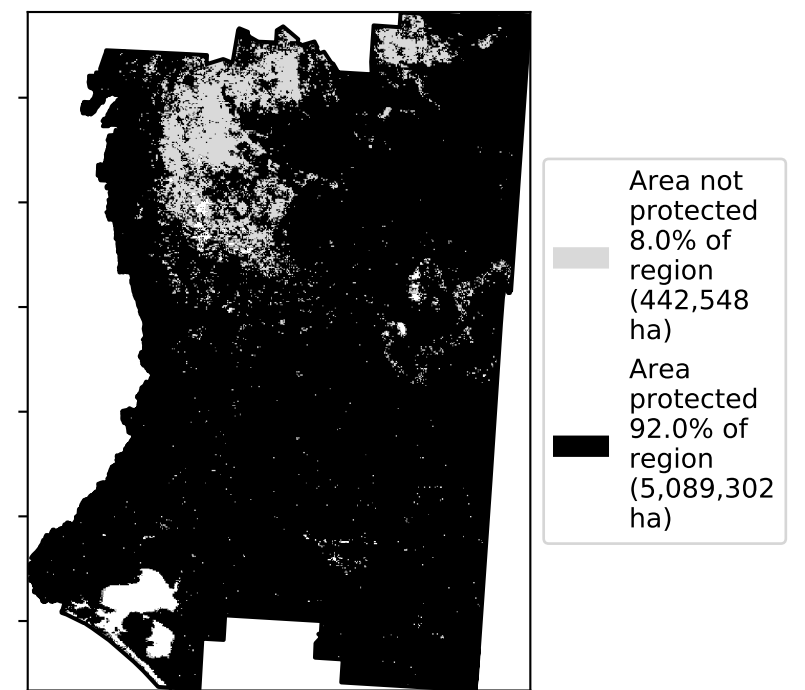 Area not
protected
8.0% of
region
(442,548
ha)
Area
protected
92.0% of
region
(5,089,302
ha)